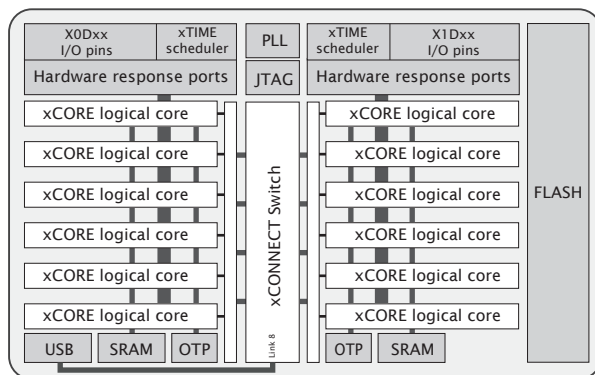 X0Dxx
I/O pins
xTIME
scheduler
PLL
xTIME
scheduler
X1Dxx
I/O pins
Hardware response ports
JTAG
Hardware response ports
FLASH
xCORE logical core
xCORE logical core
xCORE logical core
xCORE logical core
xCORE logical core
xCORE logical core
xCONNECT Switch
Link 8
xCORE logical core
xCORE logical core
xCORE logical core
xCORE logical core
xCORE logical core
xCORE logical core
USB
SRAM
OTP
OTP
SRAM